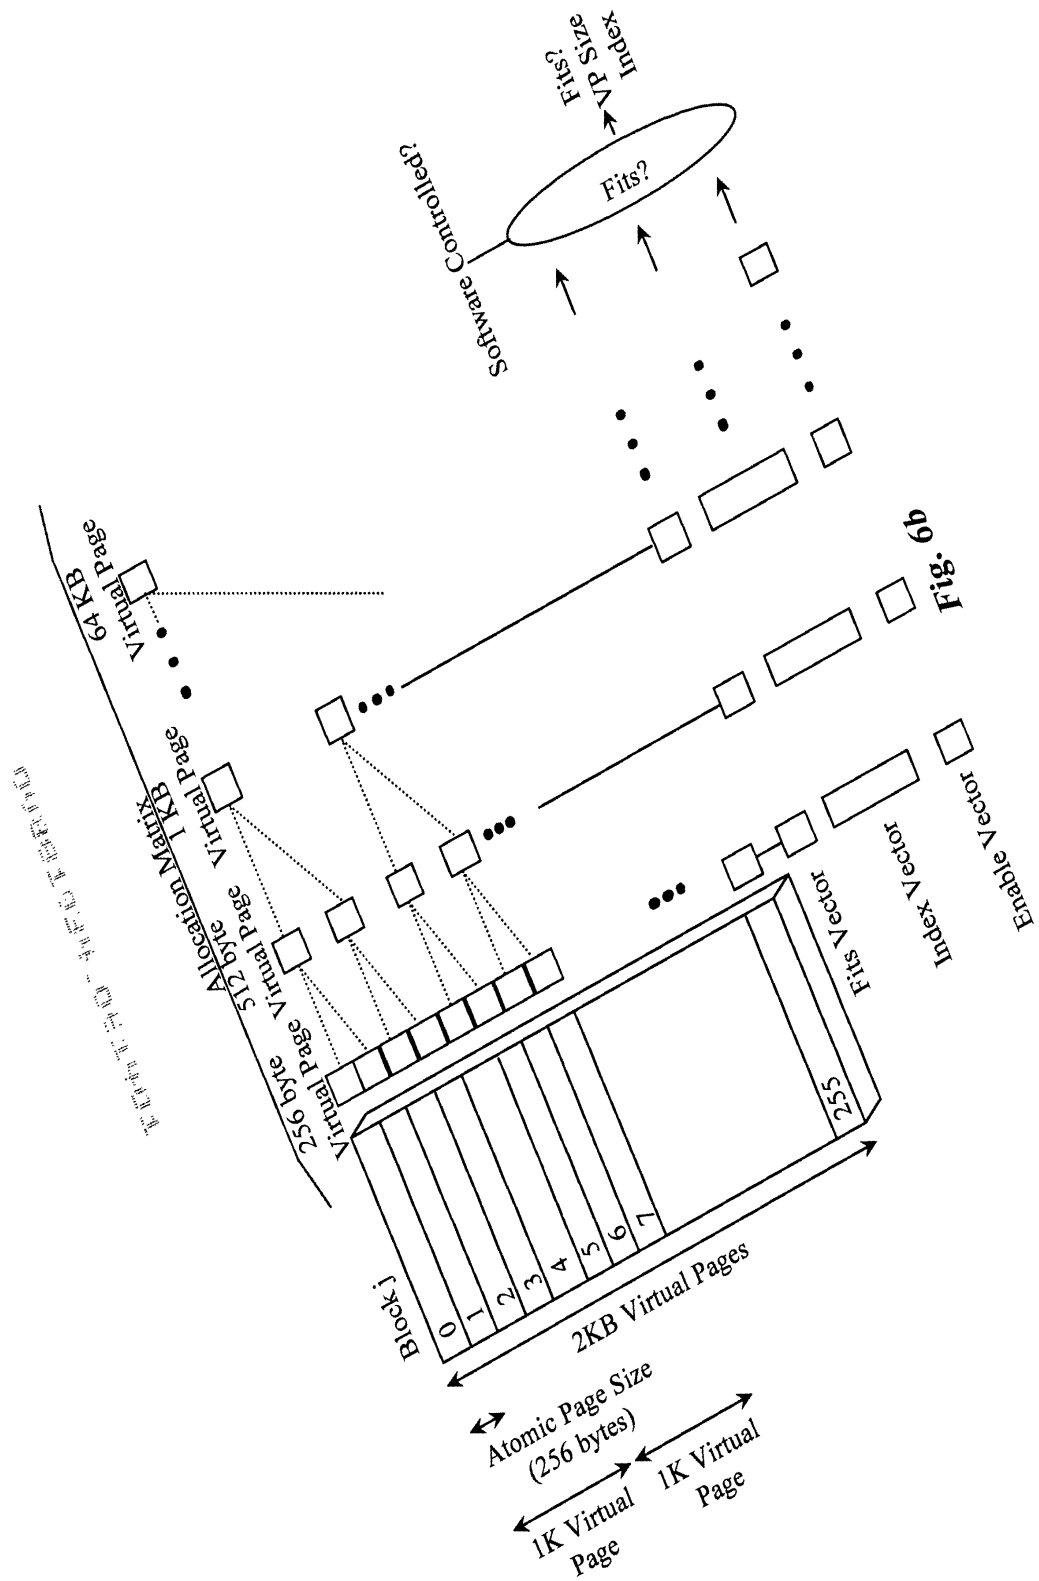 Allocation Matrix
256 byte
Virtual Page
512 byte
Virtual Page
1 KB
Virtual Page
64 KB
Virtual Page
Software Controlled?
Fits?
Fits?
VP Size
Index
Block j
0
1
2
3
4
5
6
7
255
2KB Virtual Pages
Atomic Page Size
(256 bytes)
1K Virtual
Page
1K Virtual
Page
Fits Vector
Index Vector
Enable Vector
Fig. 6b